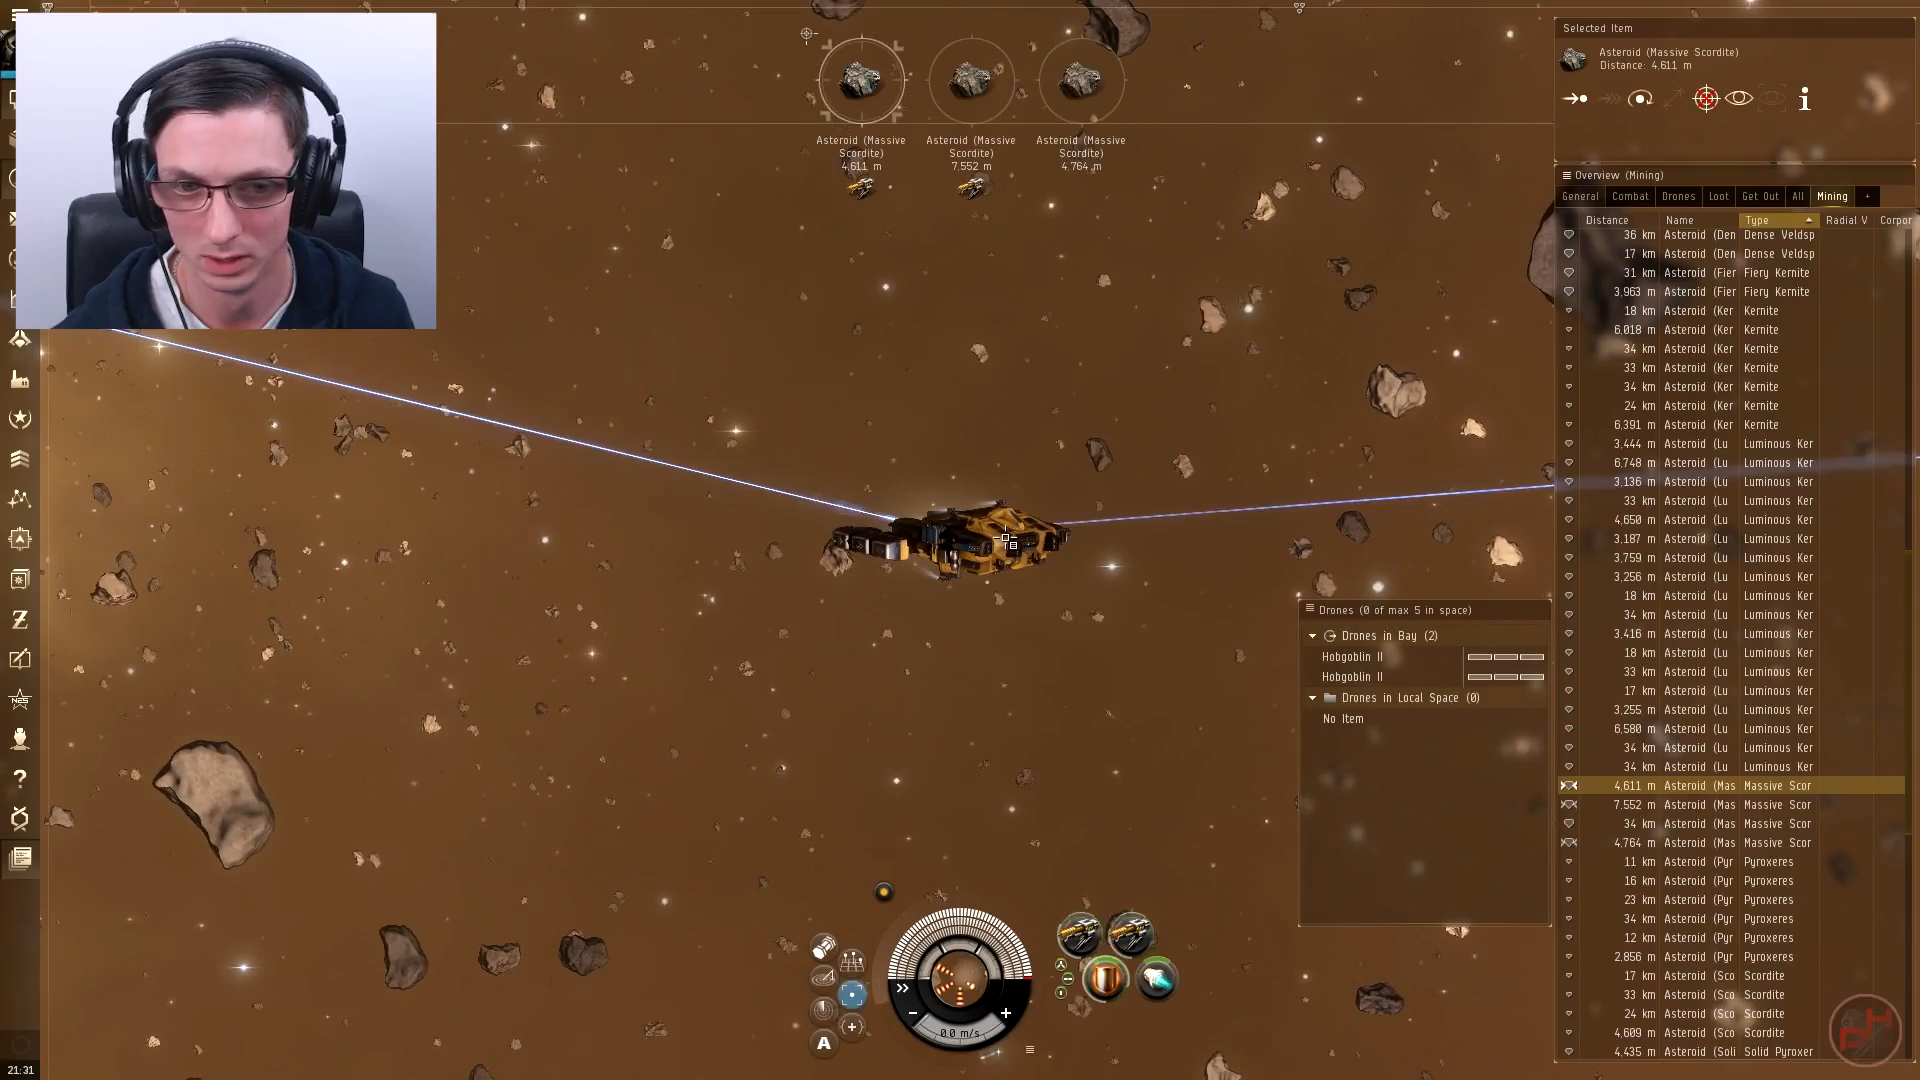 Selected Item
Asteroid (Massive Scordite)
Distance: 4,611 m
Asteroid (Massive
Scordite)
4,611 m
Asteroid (Massive
Scordite)
7,552 m
Asteroid (Massive
Scordite)
4,764 m
Overview (Mining)
General Combat Drones Loot Get Out All Mining +
Distance Name Type Radial V Corpor
36 km Asteroid (Den Dense Veldsp
17 km Asteroid (Den Dense Veldsp
31 km Asteroid (Fier Fiery Kernite
3,963 m Asteroid (Fier Fiery Kernite
18 km Asteroid (Ker Kernite
6,018 m Asteroid (Ker Kernite
34 km Asteroid (Ker Kernite
33 km Asteroid (Ker Kernite
34 km Asteroid (Ker Kernite
24 km Asteroid (Ker Kernite
6,391 m Asteroid (Ker Kernite
3,444 m Asteroid (Lu Luminous Ker
6,748 m Asteroid (Lu Luminous Ker
3,136 m Asteroid (Lu Luminous Ker
33 km Asteroid (Lu Luminous Ker
4,650 m Asteroid (Lu Luminous Ker
3,187 m Asteroid (Lu Luminous Ker
3,759 m Asteroid (Lu Luminous Ker
3,256 m Asteroid (Lu Luminous Ker
18 km Asteroid (Lu Luminous Ker
34 km Asteroid (Lu Luminous Ker
3,416 m Asteroid (Lu Luminous Ker
18 km Asteroid (Lu Luminous Ker
33 km Asteroid (Lu Luminous Ker
17 km Asteroid (Lu Luminous Ker
3,255 m Asteroid (Lu Luminous Ker
6,580 m Asteroid (Lu Luminous Ker
34 km Asteroid (Lu Luminous Ker
34 km Asteroid (Lu Luminous Ker
4,611 m Asteroid (Mas Massive Scor
7,552 m Asteroid (Mas Massive Scor
34 km Asteroid (Mas Massive Scor
4,764 m Asteroid (Mas Massive Scor
11 km Asteroid (Pyr Pyroxeres
16 km Asteroid (Pyr Pyroxeres
23 km Asteroid (Pyr Pyroxeres
34 km Asteroid (Pyr Pyroxeres
12 km Asteroid (Pyr Pyroxeres
2,856 m Asteroid (Pyr Pyroxeres
17 km Asteroid (Sco Scordite
33 km Asteroid (Sco Scordite
24 km Asteroid (Sco Scordite
4,609 m Asteroid (Sco Scordite
4,435 m Asteroid (Soli Solid Pyroxer
Drones (0 of max 5 in space)
Drones in Bay (2)
Hobgoblin II
Hobgoblin II
Drones in Local Space (0)
No Item
0.0 m/s
A
NES
21:31